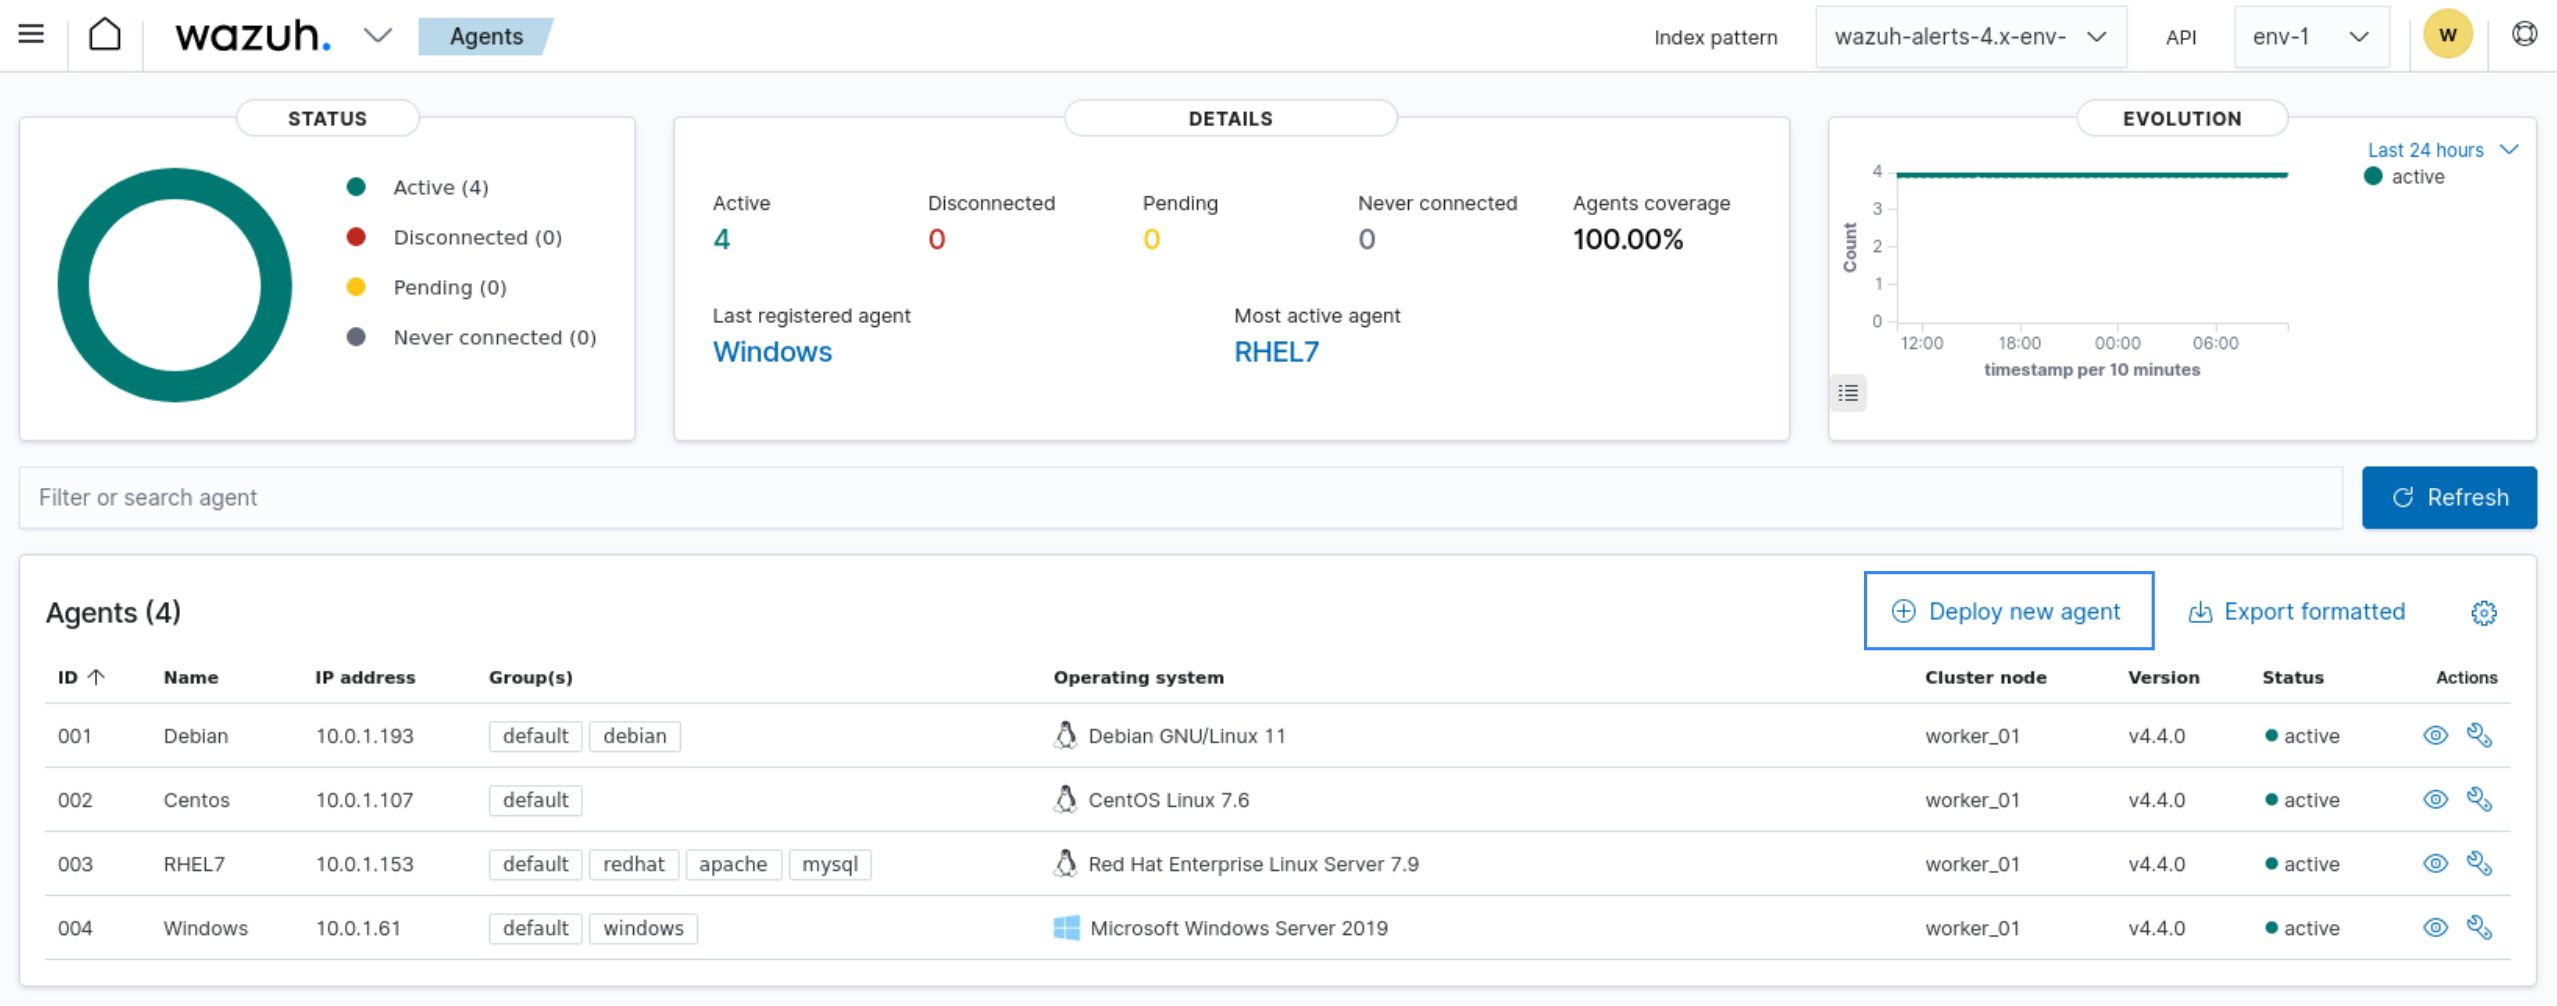 wazuh. Agents Index pattern wazuh-alerts-4.x-env- API env-1 W
STATUS
Active (4)
Disconnected (0)
Pending (0)
Never connected (0)
DETAILS
Active Disconnected Pending Never connected Agents coverage
4 0 0 0 100.00%
Last registered agent Most active agent
Windows RHEL7
EVOLUTION
Last 24 hours
active
4
3
2
1
0
Count
12:00 18:00 00:00 06:00
timestamp per 10 minutes
Filter or search agent Refresh
Agents (4) Deploy new agent Export formatted
ID Name IP address Group(s) Operating system Cluster node Version Status Actions
001 Debian 10.0.1.193 default debian Debian GNU/Linux 11 worker_01 v4.4.0 active
002 Centos 10.0.1.107 default CentOS Linux 7.6 worker_01 v4.4.0 active
003 RHEL7 10.0.1.153 default redhat apache mysql Red Hat Enterprise Linux Server 7.9 worker_01 v4.4.0 active
004 Windows 10.0.1.61 default windows Microsoft Windows Server 2019 worker_01 v4.4.0 active